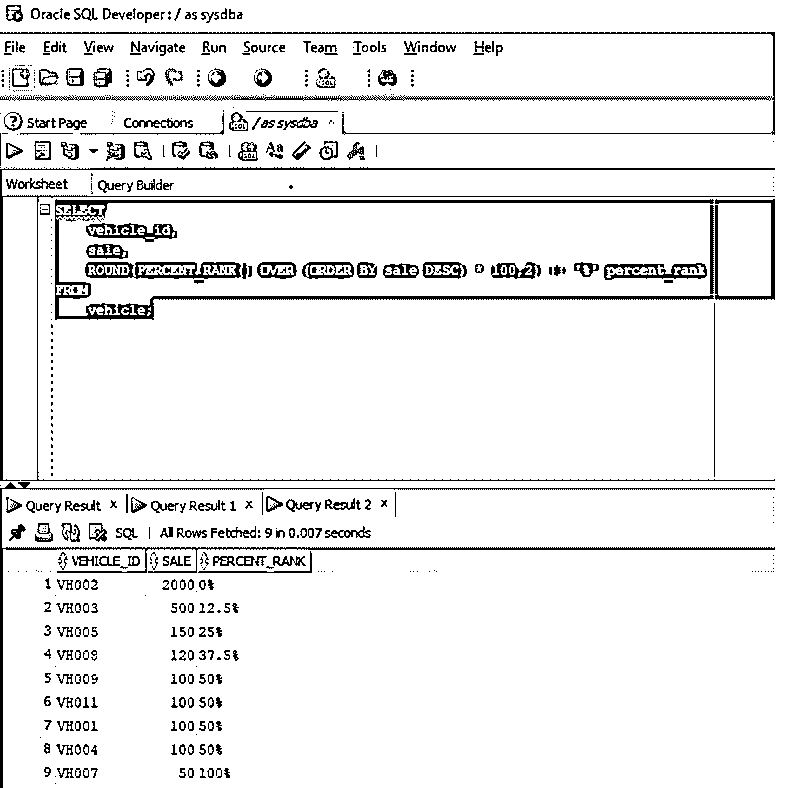 Oracle SQL Developer : / as sysdba
File Edit View Navigate Run Source Team Tools Window Help
Start Page Connections / as sysdba
Worksheet Query Builder
SELECT
vehicle_id,
sale,
ROUND(PERCENT_RANK() OVER (ORDER BY sale DESC) * 100,2) || '%' percent_rank
FROM
vehicle;
Query Result x Query Result 1 x Query Result 2 x
SQL | All Rows Fetched: 9 in 0.007 seconds
VEHICLE_ID SALE PERCENT_RANK
1 VH002 2000 0%
2 VH003 500 12.5%
3 VH005 150 25%
4 VH008 120 37.5%
5 VH009 100 50%
6 VH011 100 50%
7 VH001 100 50%
8 VH004 100 50%
9 VH007 50 100%